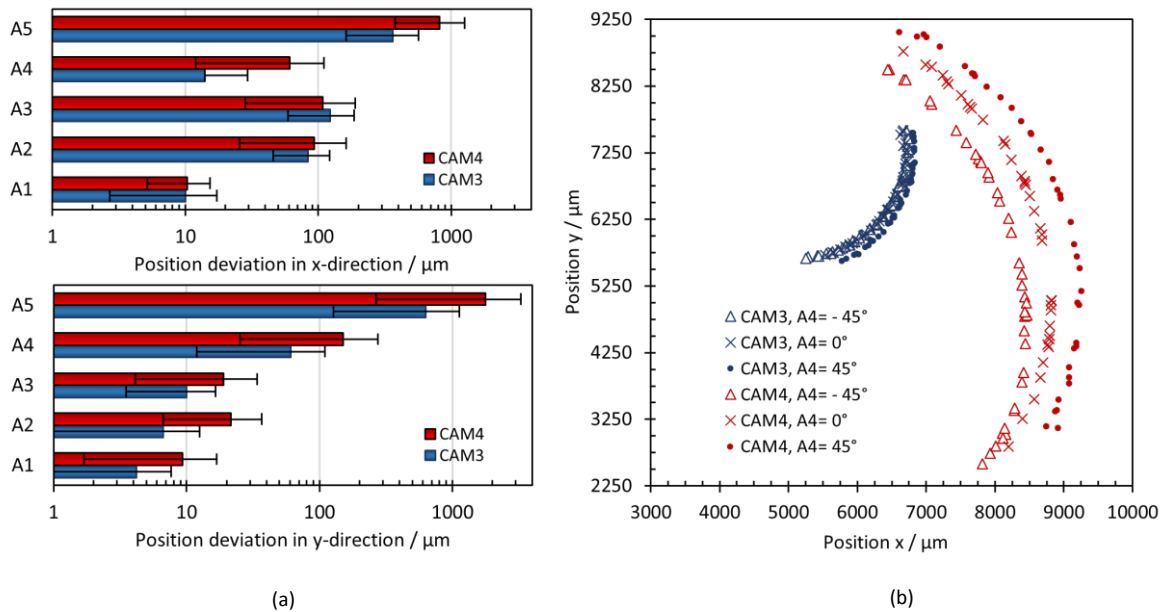 A5
A4
A3
A2
A1
CAM4
CAM3
1 10 100 1000
Position deviation in x-direction / µm
A5
A4
A3
A2
A1
CAM4
CAM3
1 10 100 1000
Position deviation in y-direction / µm
(a)
Position y / µm
9250
8250
7250
6250
5250
4250
3250
2250
CAM3, A4= - 45°
CAM3, A4= 0°
CAM3, A4= 45°
CAM4, A4= - 45°
CAM4, A4= 0°
CAM4, A4= 45°
3000 4000 5000 6000 7000 8000 9000 10000
Position x / µm
(b)